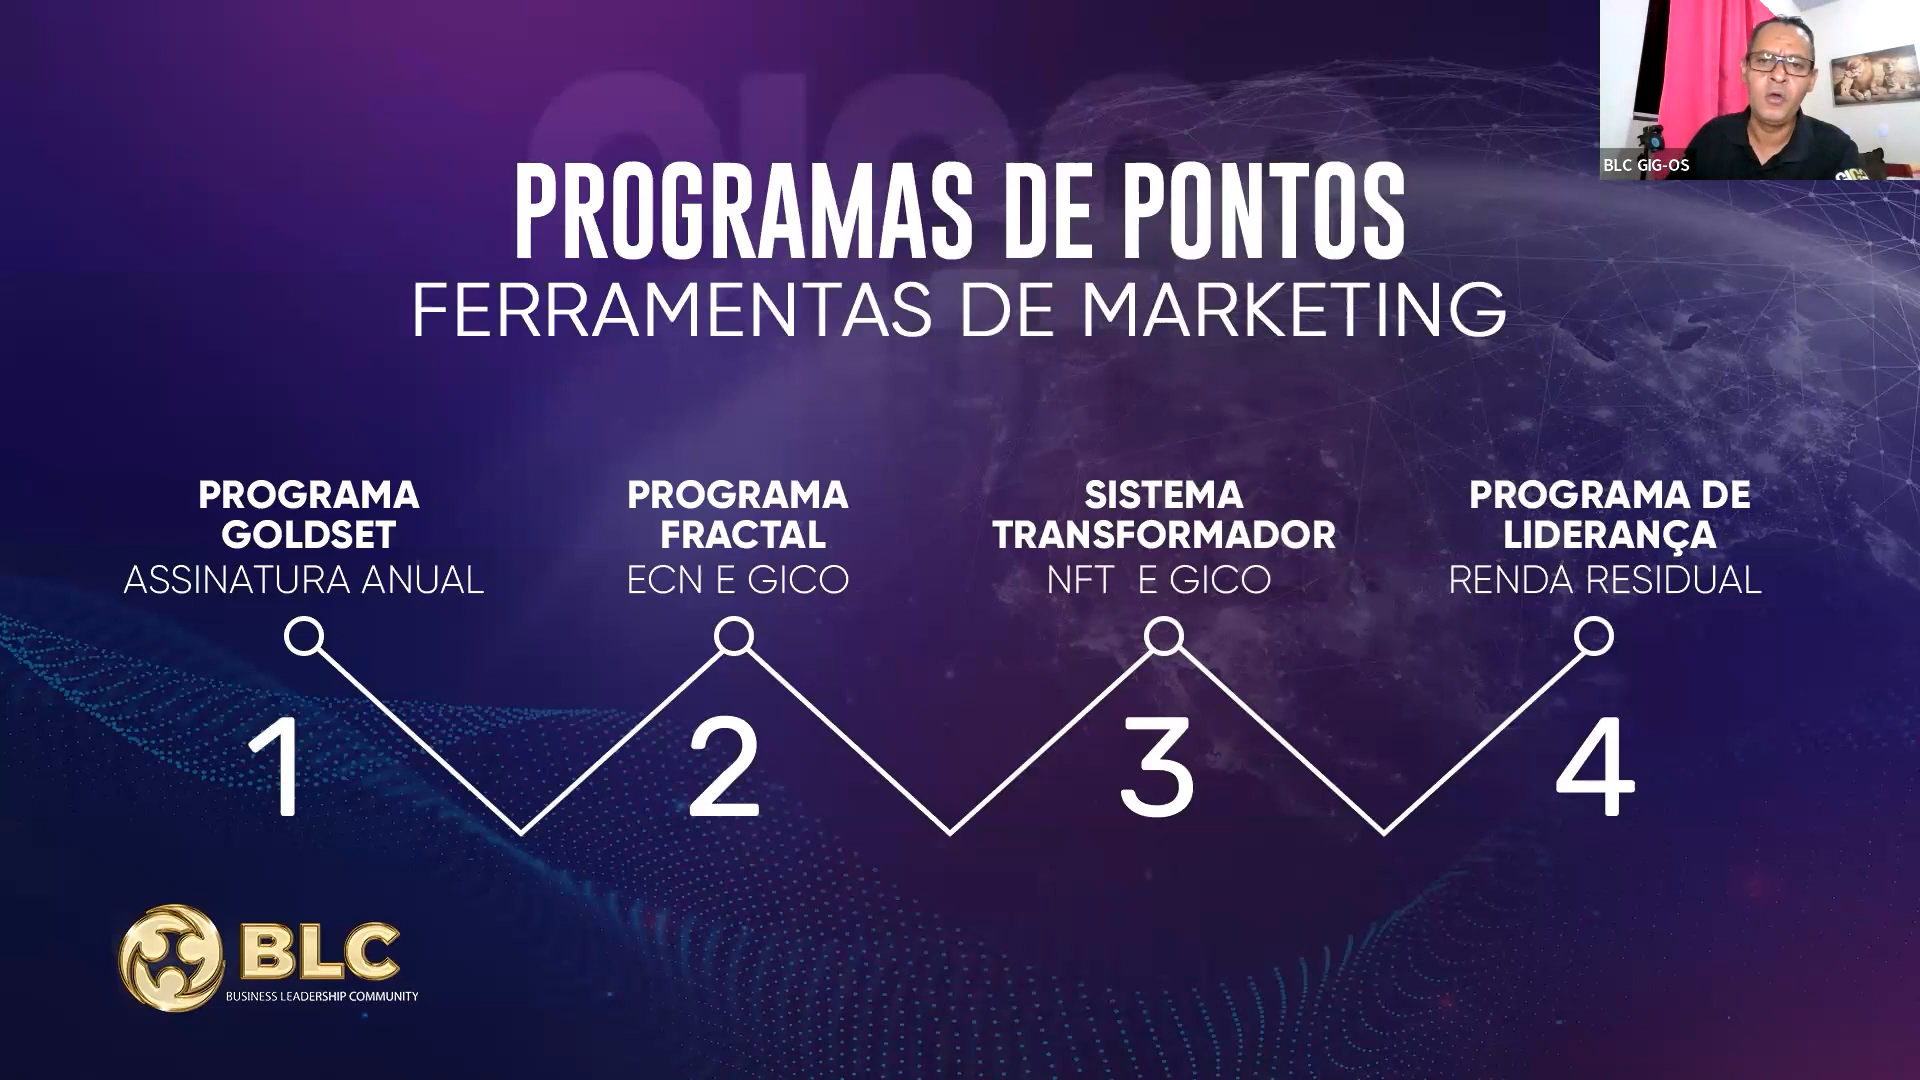 BLC GIG-OS
PROGRAMAS DE PONTOS
FERRAMENTAS DE MARKETING
PROGRAMA
GOLDSET
ASSINATURA ANUAL
1
PROGRAMA
FRACTAL
ECN E GICO
2
SISTEMA
TRANSFORMADOR
NFT E GICO
3
PROGRAMA DE
LIDERANÇA
RENDA RESIDUAL
4
BLC
BUSINESS LEADERSHIP COMMUNITY